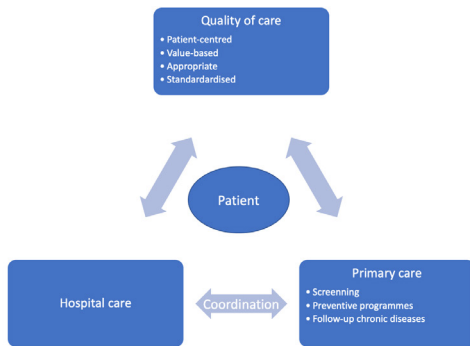 Quality of care
• Patient-centred
• Value-based
• Appropriate
• Standardardised
Patient
Hospital care
Coordination
Primary care
• Screenning
• Preventive programmes
• Follow-up chronic diseases